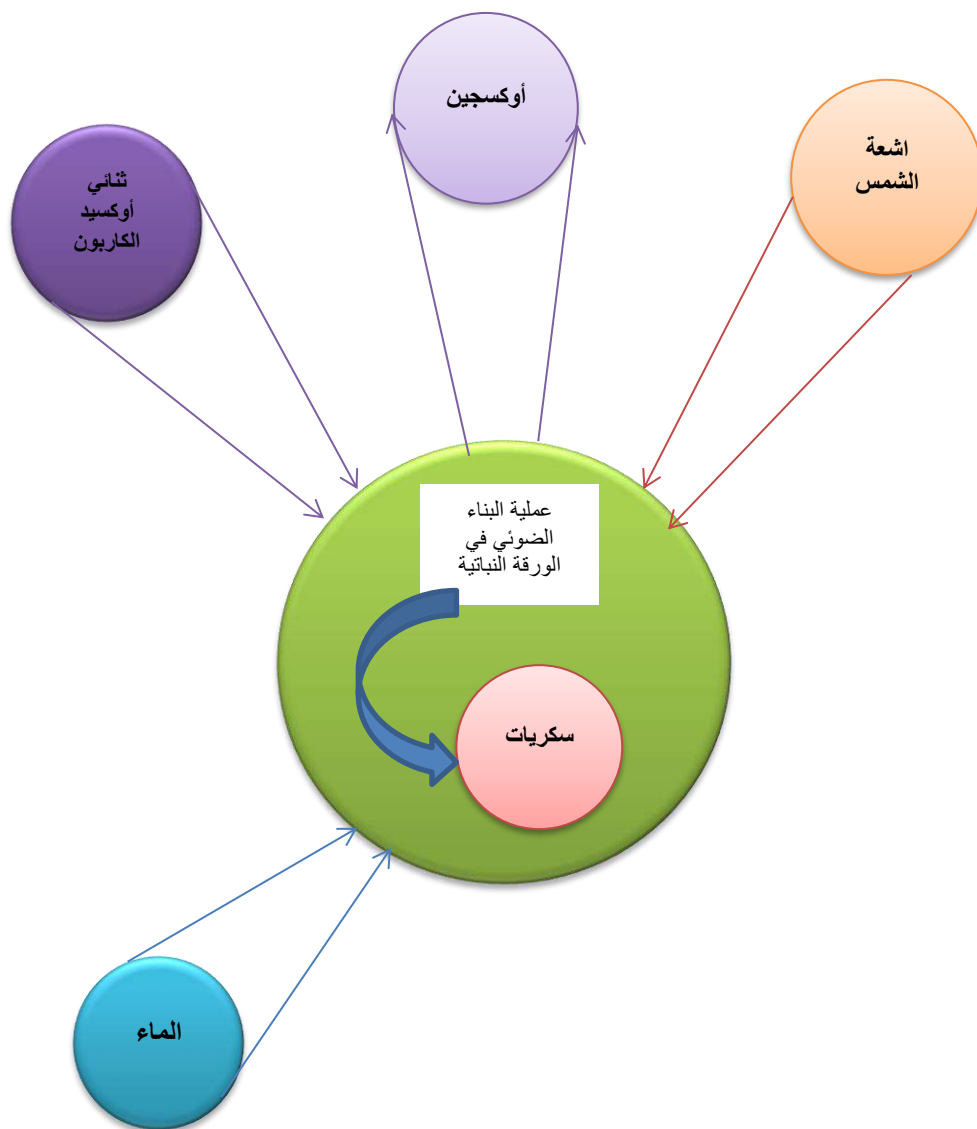 أوكسجين
اشعة
الشمس
ثنائي
أوكسيد
الكاربون
عملية البناء
الضوئي في
الورقة النباتية
سكريات
الماء